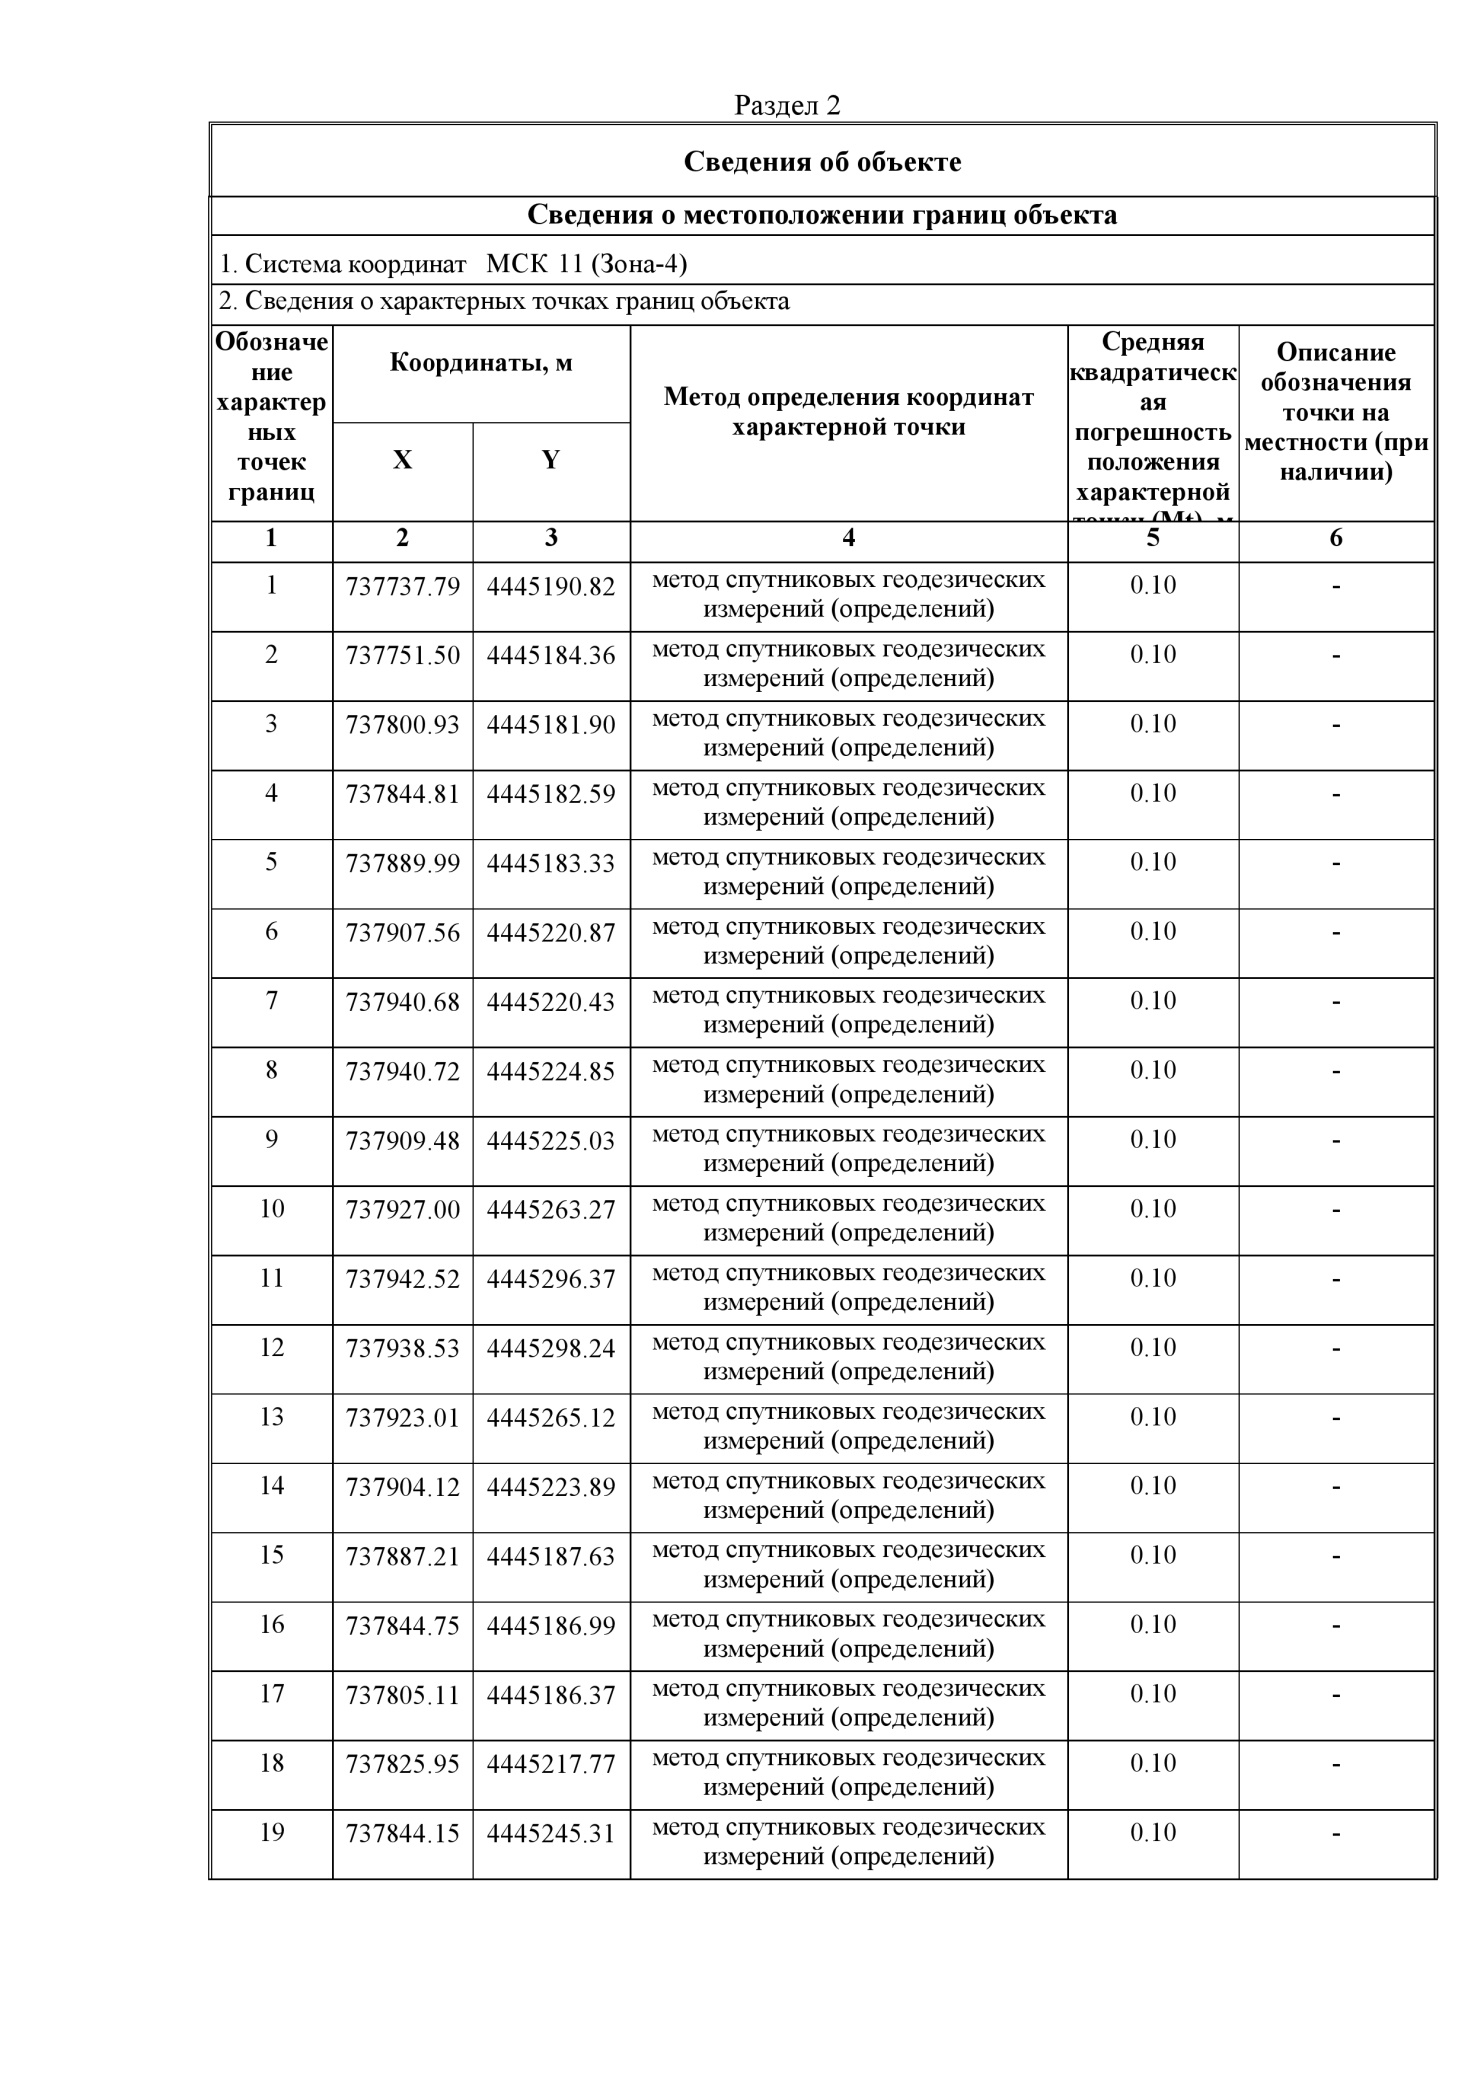 Раздел 2
Сведения об объекте
Сведения о местоположении границ объекта
1. Система координат МСК 11 (Зона-4)
2. Сведения о характерных точках границ объекта
Обозначе
ние
характер
ных
точек
границ
Координаты, м
X
Y
Метод определения координат
характерной точки
Средняя
квадратическ
ая
погрешность
положения
характерной
точки (Mt), м
Описание
обозначения
точки на
местности (при
наличии)
1 2 3 4 5 6
1 737737.79 4445190.82 метод спутниковых геодезических 0.10 -
измерений (определений)
2 737751.50 4445184.36 метод спутниковых геодезических 0.10 -
измерений (определений)
3 737800.93 4445181.90 метод спутниковых геодезических 0.10 -
измерений (определений)
4 737844.81 4445182.59 метод спутниковых геодезических 0.10 -
измерений (определений)
5 737889.99 4445183.33 метод спутниковых геодезических 0.10 -
измерений (определений)
6 737907.56 4445220.87 метод спутниковых геодезических 0.10 -
измерений (определений)
7 737940.68 4445220.43 метод спутниковых геодезических 0.10 -
измерений (определений)
8 737940.72 4445224.85 метод спутниковых геодезических 0.10 -
измерений (определений)
9 737909.48 4445225.03 метод спутниковых геодезических 0.10 -
измерений (определений)
10 737927.00 4445263.27 метод спутниковых геодезических 0.10 -
измерений (определений)
11 737942.52 4445296.37 метод спутниковых геодезических 0.10 -
измерений (определений)
12 737938.53 4445298.24 метод спутниковых геодезических 0.10 -
измерений (определений)
13 737923.01 4445265.12 метод спутниковых геодезических 0.10 -
измерений (определений)
14 737904.12 4445223.89 метод спутниковых геодезических 0.10 -
измерений (определений)
15 737887.21 4445187.63 метод спутниковых геодезических 0.10 -
измерений (определений)
16 737844.75 4445186.99 метод спутниковых геодезических 0.10 -
измерений (определений)
17 737805.11 4445186.37 метод спутниковых геодезических 0.10 -
измерений (определений)
18 737825.95 4445217.77 метод спутниковых геодезических 0.10 -
измерений (определений)
19 737844.15 4445245.31 метод спутниковых геодезических 0.10 -
измерений (определений)